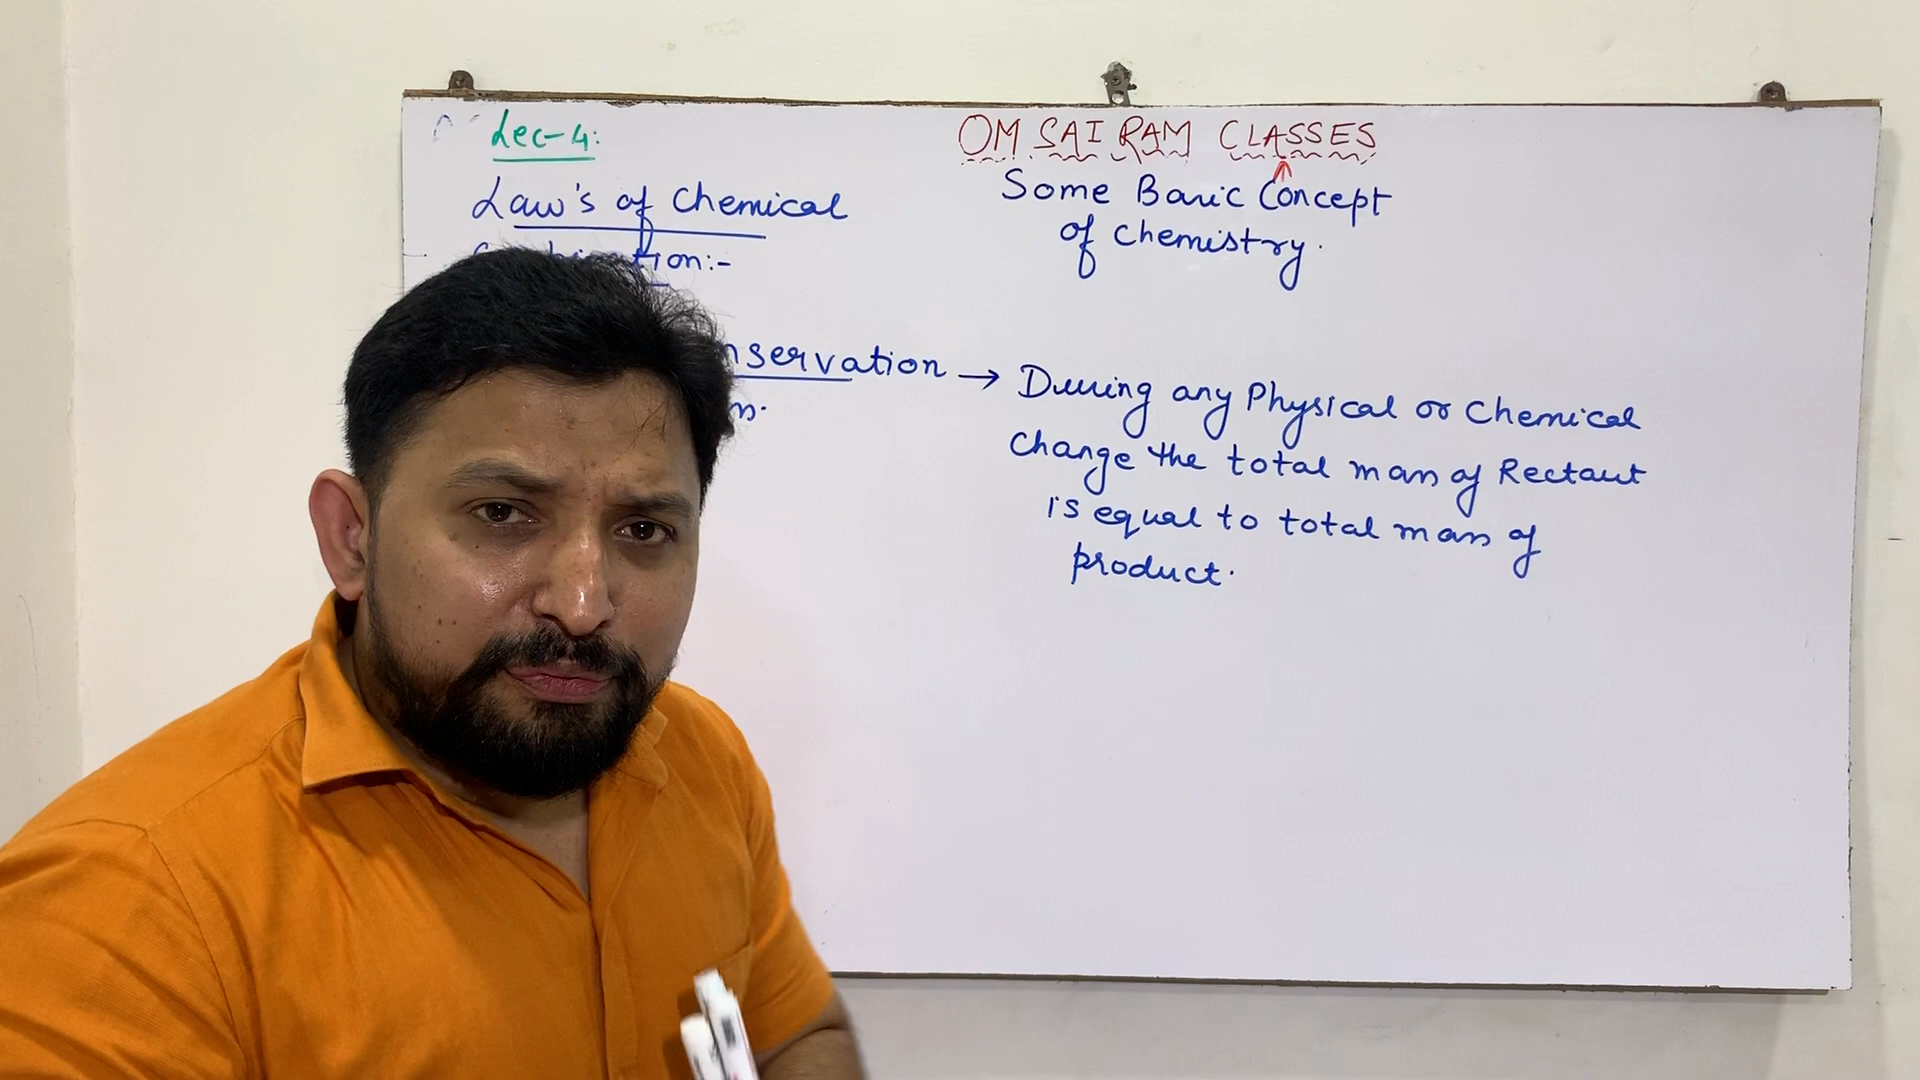 Lec-4:
OM SAI RAM CLASSES
Law's of Chemical
Some Basic Concept
of chemistry.
nservation → During any Physical or Chemical
change the total mass of Rectant
is equal to total mass of
product.